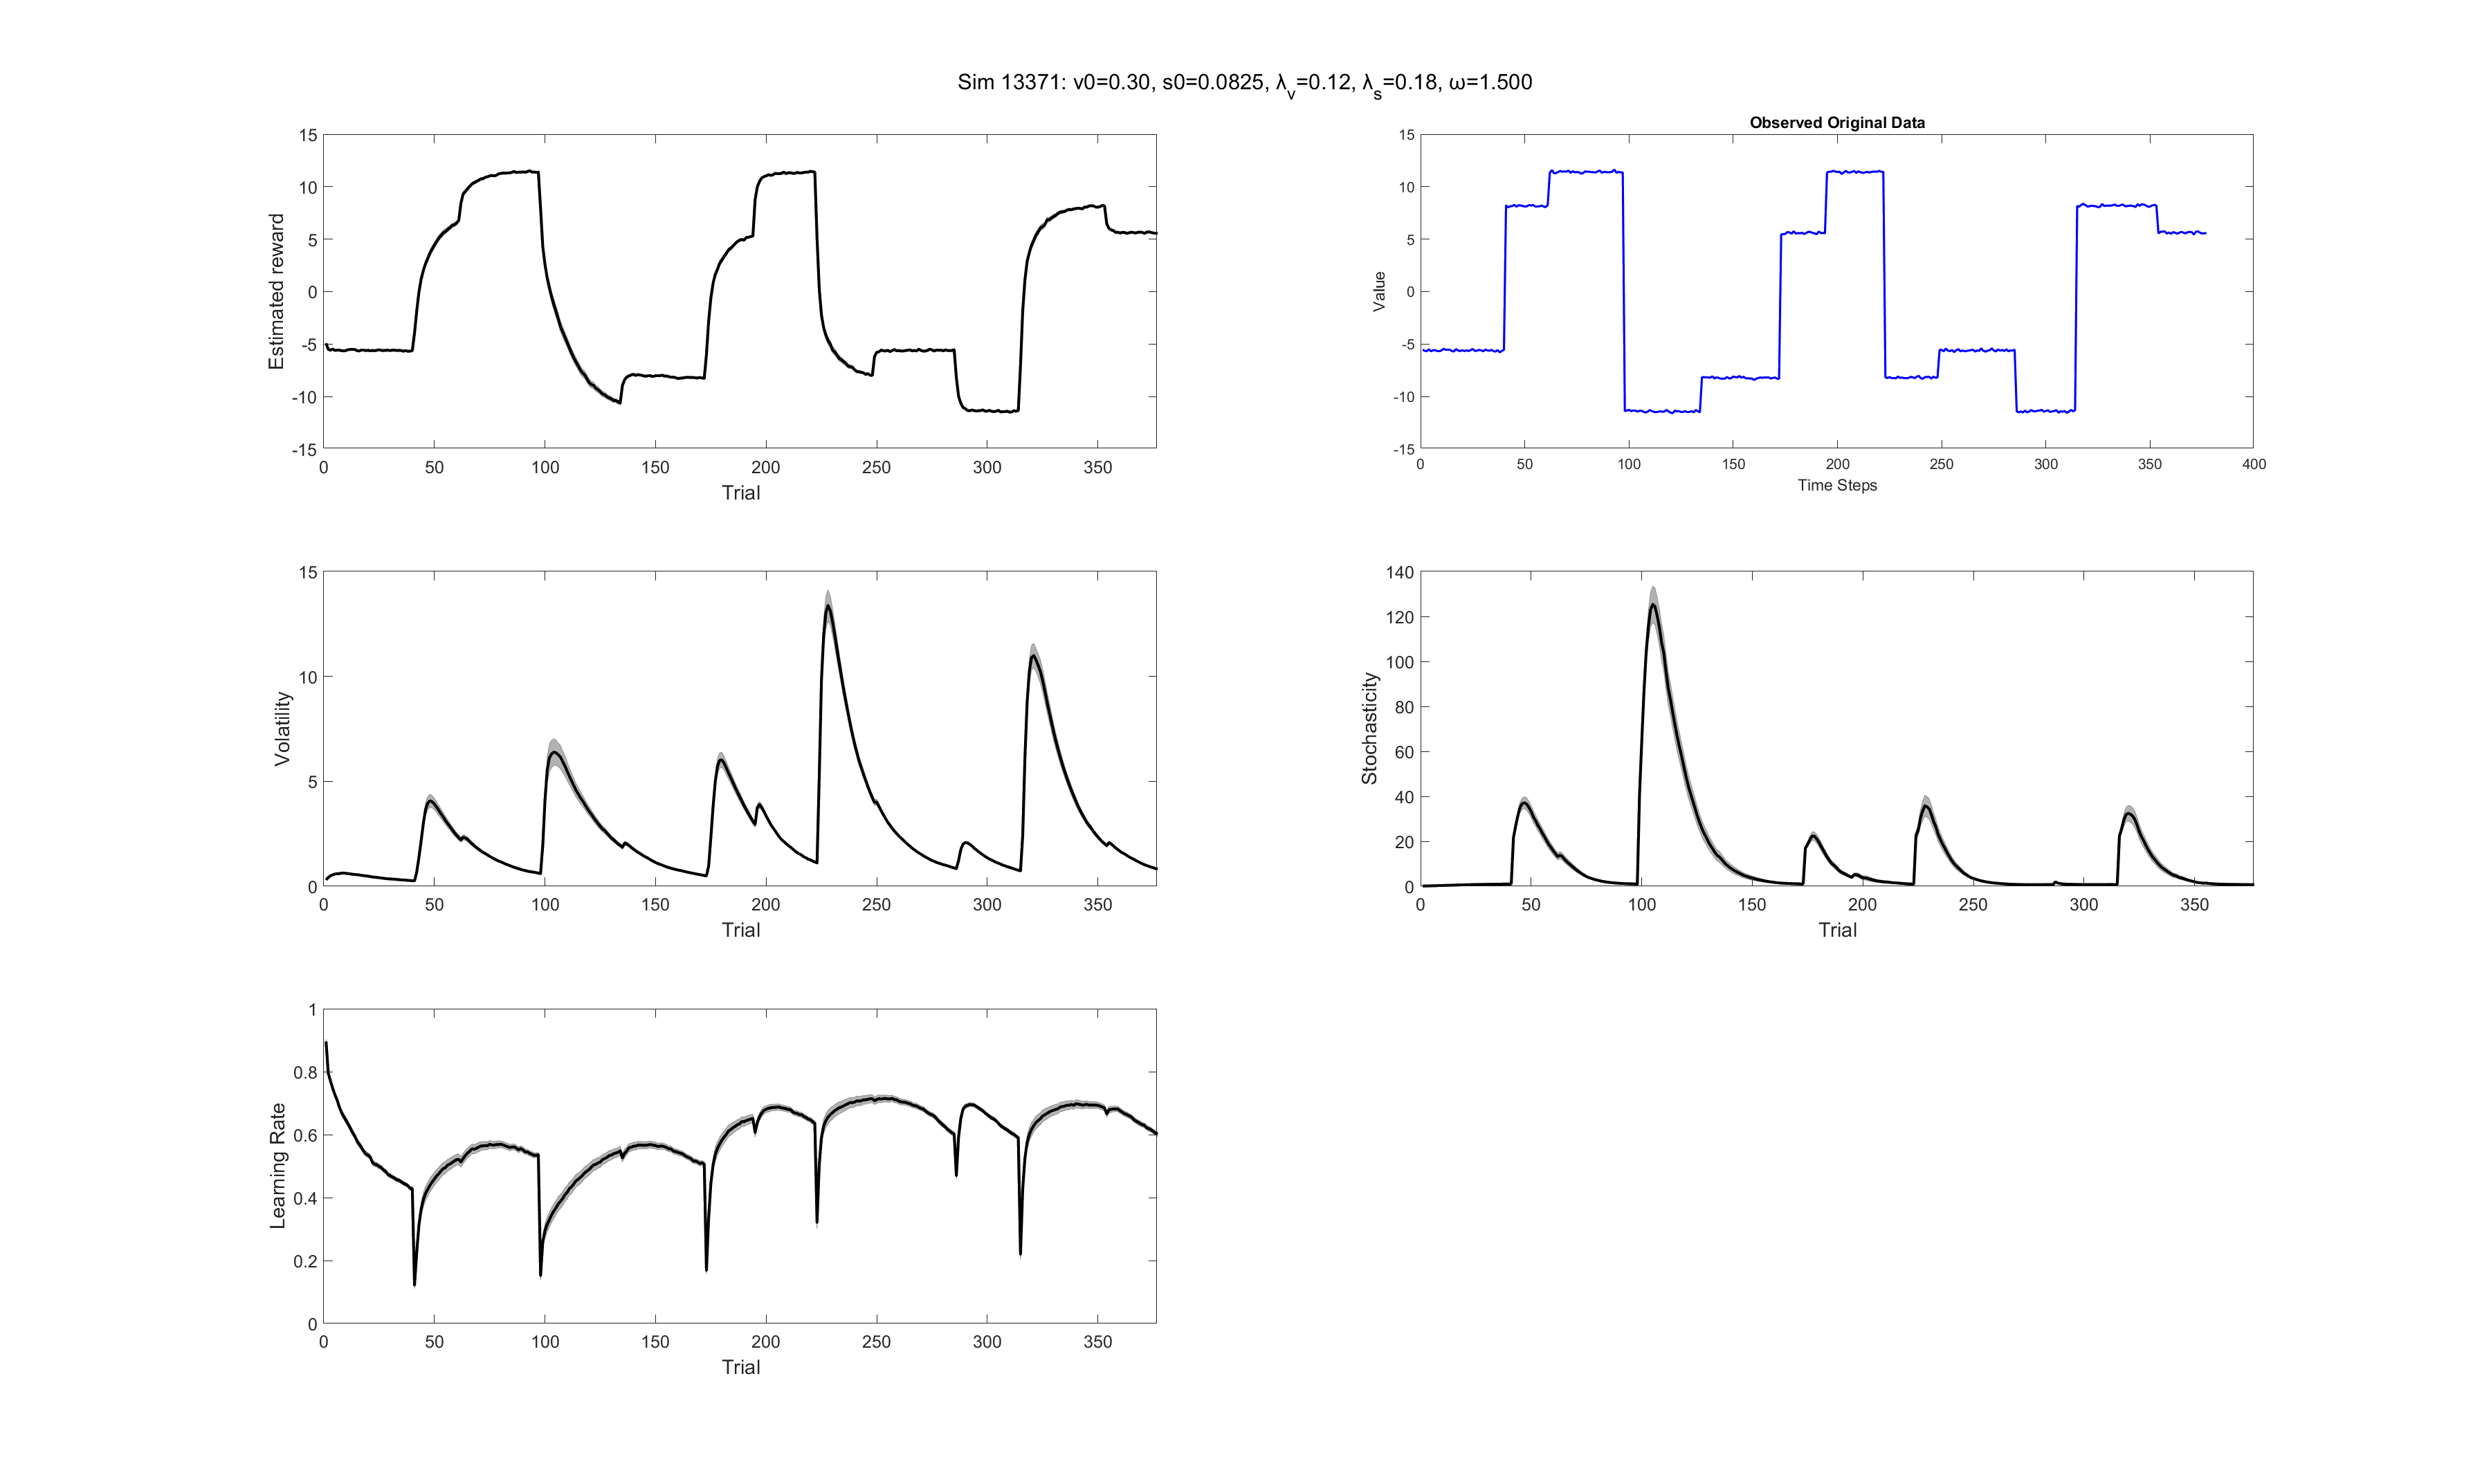 Sim 13371: v0=0.30, s0=0.0825, λv=0.12, λs=0.18, ω=1.500
15
10
5
0
-5
-10
-15
Estimated reward
0 50 100 150 200 250 300 350
Trial
Observed Original Data
15
10
5
0
-5
-10
-15
Value
0 50 100 150 200 250 300 350 400
Time Steps
15
10
5
0
Volatility
0 50 100 150 200 250 300 350
Trial
140
120
100
80
60
40
20
0
Stochasticity
0 50 100 150 200 250 300 350
Trial
1
0.8
0.6
0.4
0.2
0
Learning Rate
0 50 100 150 200 250 300 350
Trial